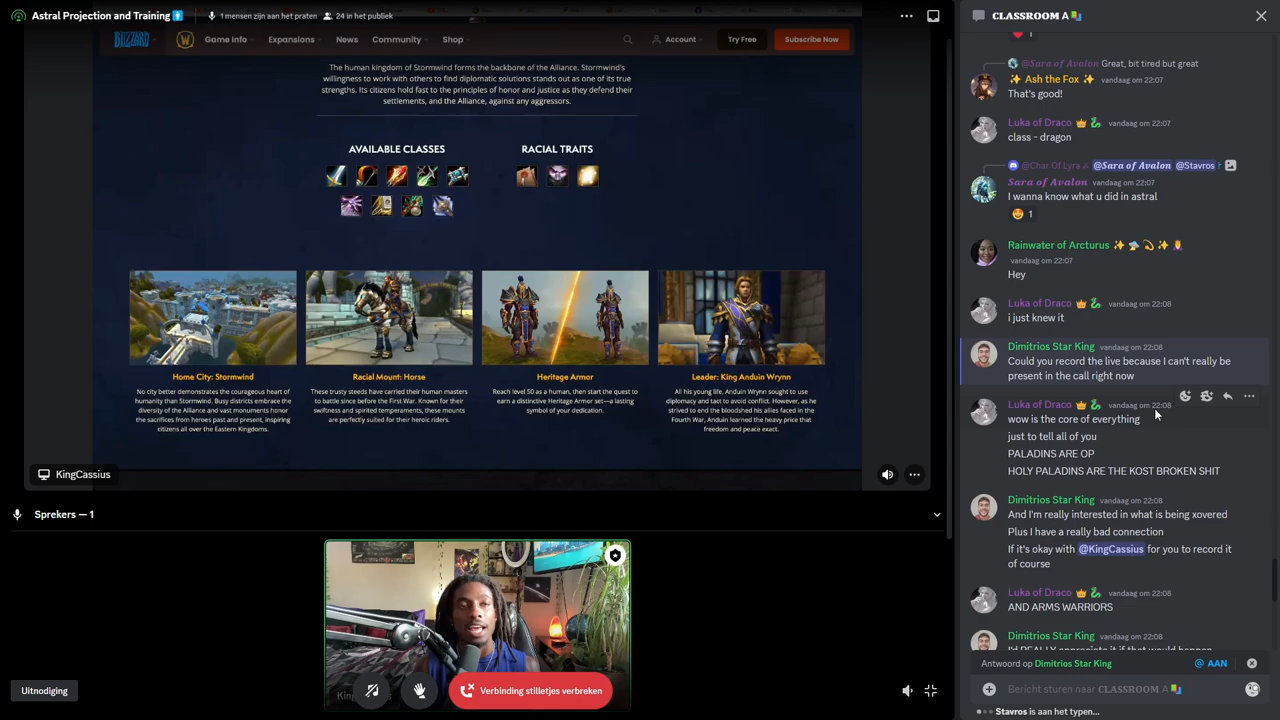 Astral Projection and Training
1 mensen zijn aan het praten
24 in het publiek
BLIZZARD
W
Game Info
Expansions
News
Community
Shop
Account
Try Free
Subscribe Now
The human kingdom of Stormwind forms the backbone of the Alliance. Stormwind's
willingness to work with others to find diplomatic solutions stands out as one of its true
strengths. Its citizens hold fast to the principles of honor and justice as they defend their
settlements, and the Alliance, against any aggressors.
AVAILABLE CLASSES
RACIAL TRAITS
Home City: Stormwind
No city better demonstrates the courageous heart of
humanity than Stormwind. Busy districts embrace the
diversity of the Alliance and vast monuments honor
the sacrifices from heroes past and present, inspiring
citizens all over the Eastern Kingdoms.
Racial Mount: Horse
These trusty steeds have carried their human masters
to battle since before the First War. Known for their
swiftness and spirited temperaments, these mounts
are perfectly suited for their heroic riders.
Heritage Armor
Reach level 50 as a human, then start the quest to
earn a distinctive Heritage Armor set—a lasting
symbol of your dedication.
Leader: King Anduin Wrynn
All his young life, Anduin Wrynn sought to use
diplomacy and tact to avoid conflict. However, as he
strived to end the bloodshed his allies faced in the
Fourth War, Anduin learned the heavy price that
freedom and peace exact.
KingCassius
Sprekers — 1
Uitnodiging
Verbinding stilletjes verbreken
CLASSROOM A
1
@Sara of Avalon Great, bit tired but great
Ash the Fox vandaag om 22:07
That's good!
Luka of Draco vandaag om 22:07
class - dragon
@Char Of Lyra @Sara of Avalon @Stavros
Sara of Avalon vandaag om 22:07
I wanna know what u did in astral
1
Rainwater of Arcturus
vandaag om 22:07
Hey
Luka of Draco vandaag om 22:08
i just knew it
Dimitrios Star King vandaag om 22:08
Could you record the live because I can't really be
present in the call right now
Luka of Draco vandaag om 22:08
wow is the core of everything
just to tell all of you
PALADINS ARE OP
HOLY PALADINS ARE THE KOST BROKEN SHIT
Dimitrios Star King vandaag om 22:08
And I'm really interested in what is being xovered
Plus I have a really bad connection
If it's okay with @KingCassius for you to record it
of course
Luka of Draco vandaag om 22:08
AND ARMS WARRIORS
Dimitrios Star King vandaag om 22:08
I'd REALLY appreciate it if that would happen
Antwoord op Dimitrios Star King
@ AAN
Bericht sturen naar CLASSROOM A
Stavros is aan het typen...